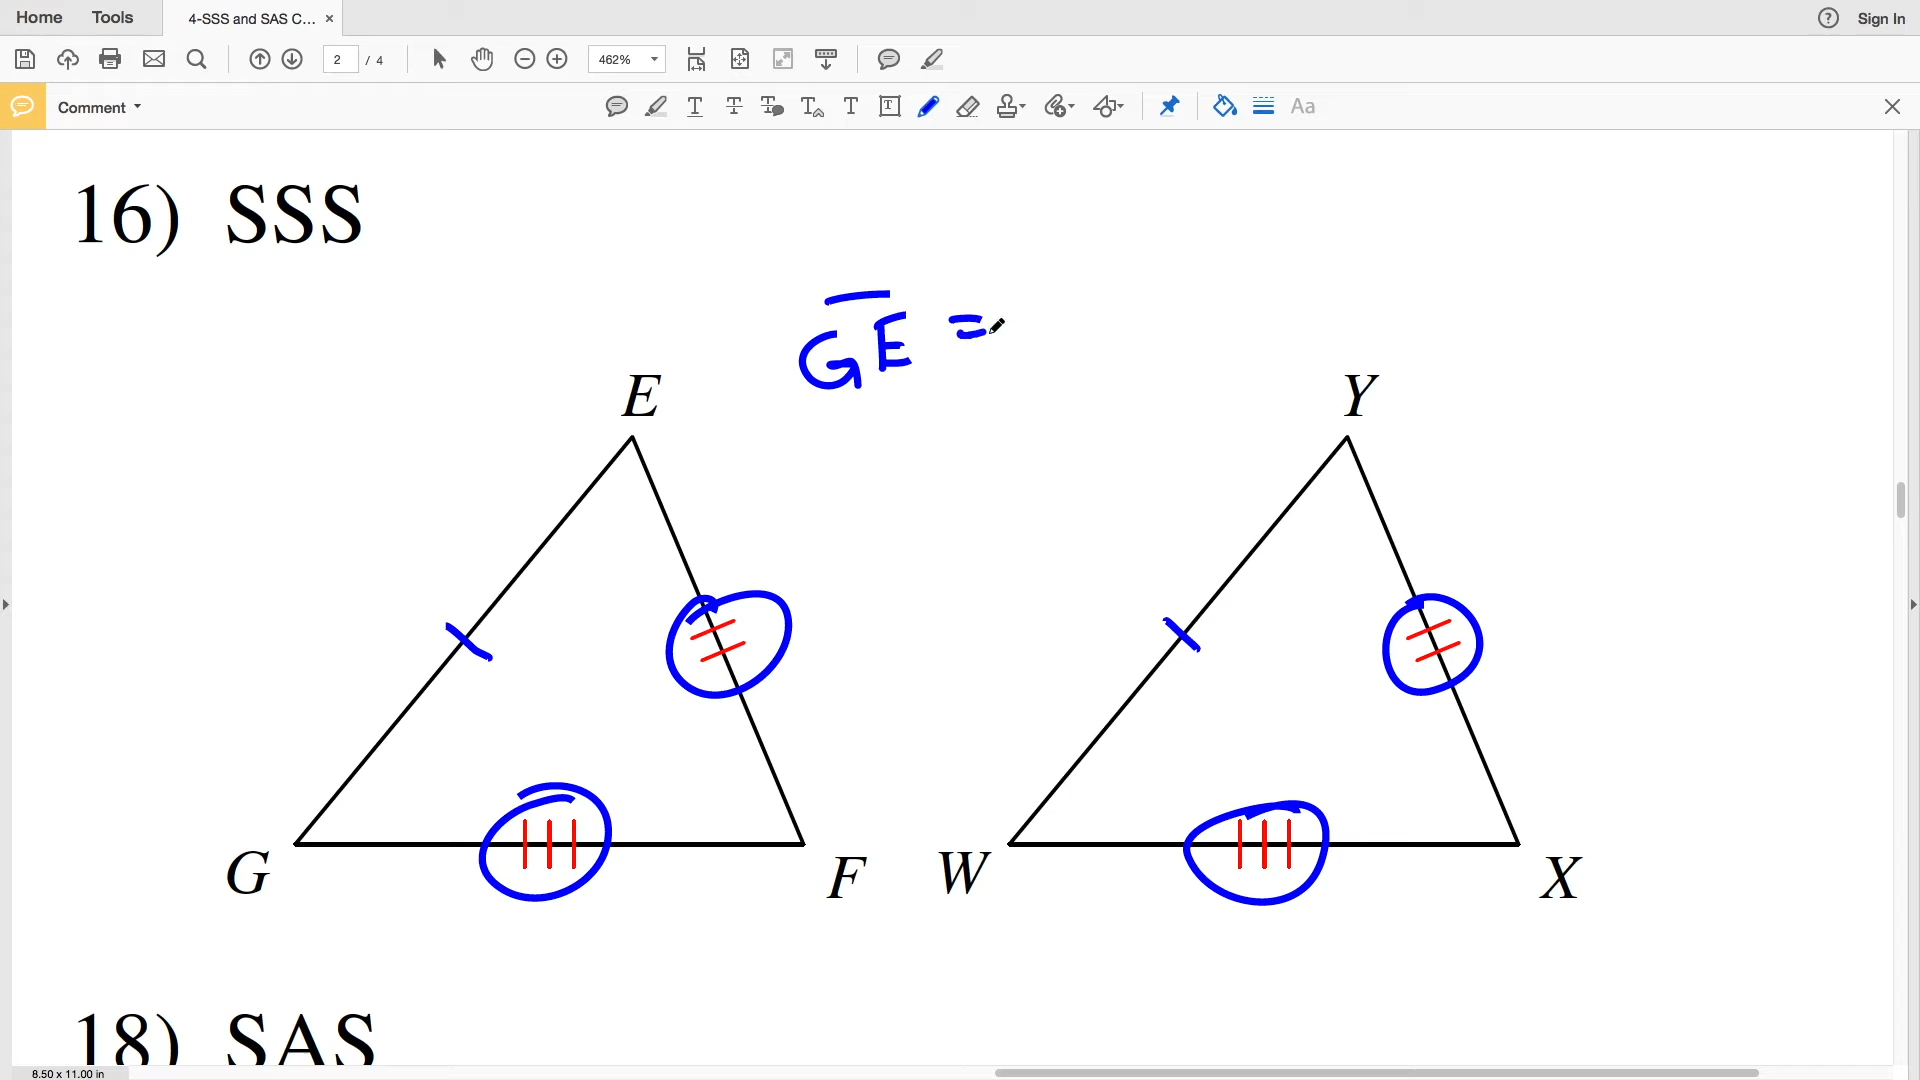 Home Tools 4-SSS and SAS C... × ? Sign In
2 / 4 462%
Comment T T T T T T Aa
16) SSS
GE =
E Y
G F W X
18) SAS
8.50 x 11.00 in